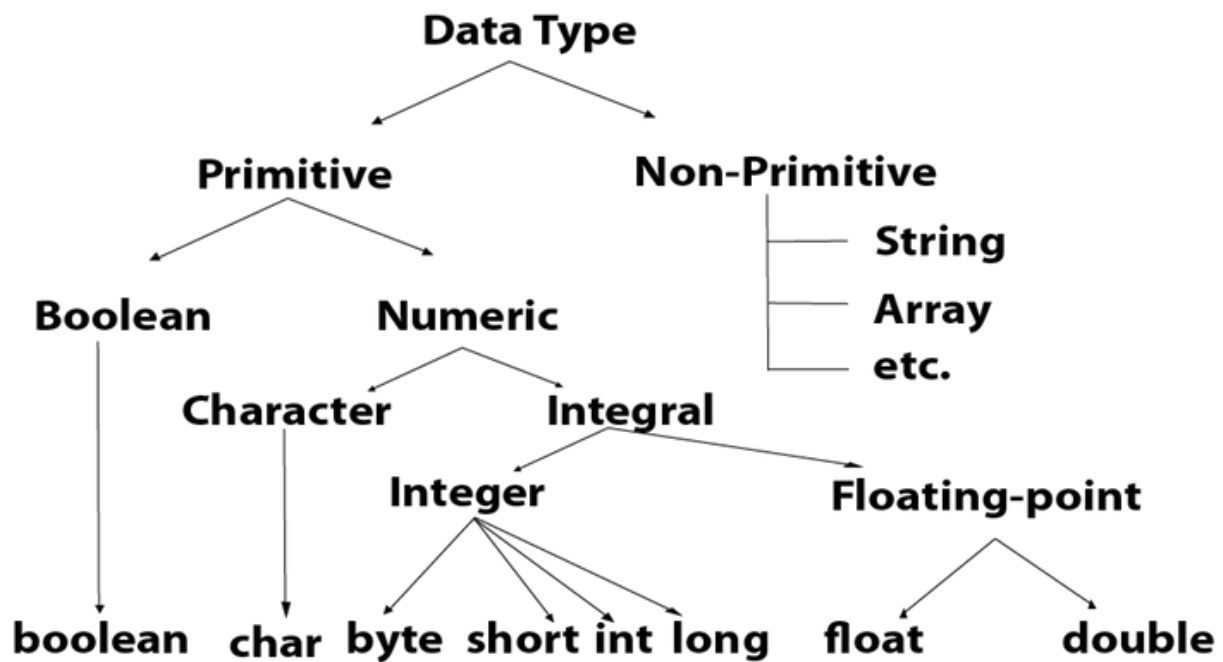 Data Type
Primitive
Non-Primitive
String
Array
etc.
Boolean
Numeric
Character
Integral
Integer
Floating-point
boolean char byte short int long float double